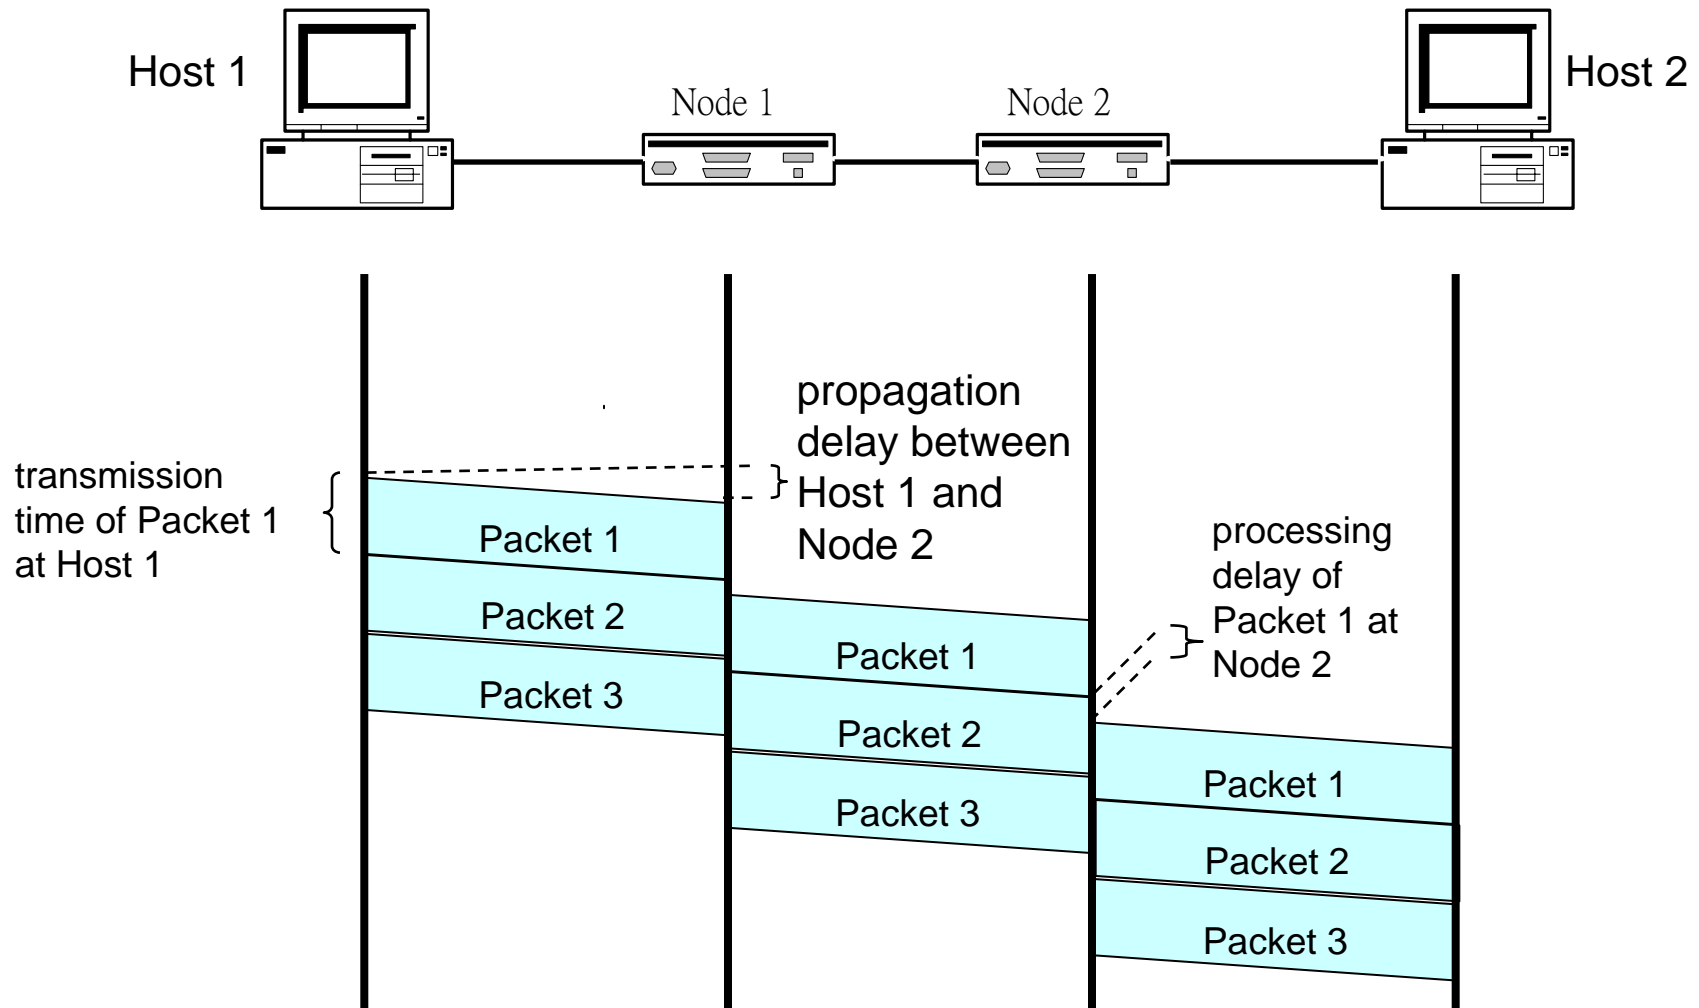 Host 1
Node 1
Node 2
Host 2
propagation
delay between
Host 1 and
Node 2
transmission
time of Packet 1
at Host 1
processing
delay of
Packet 1 at
Node 2
Packet 1
Packet 2
Packet 3
Packet 1
Packet 2
Packet 3
Packet 1
Packet 2
Packet 3